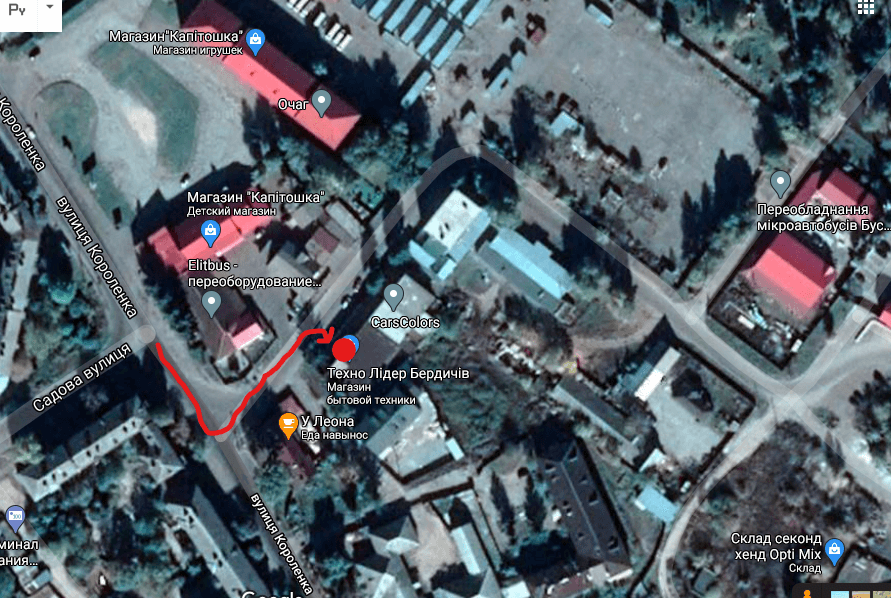 Ру
Магазин"Капітошка"
Магазин игрушек
Очаг
Короленка
вулиця Короленка
Магазин "Капітошка"
Детский магазин
Переобладнання
мікроавтобусів Бус...
Elitbus -
переоборудование...
CarsColors
Садова вулиця
Техно Лідер Бердичів
Магазин
бытовой техники
У Леона
Еда навынос
вулиця Короленка
минал
ания...
Склад секонд
хенд Opti Mix
Склад
Google